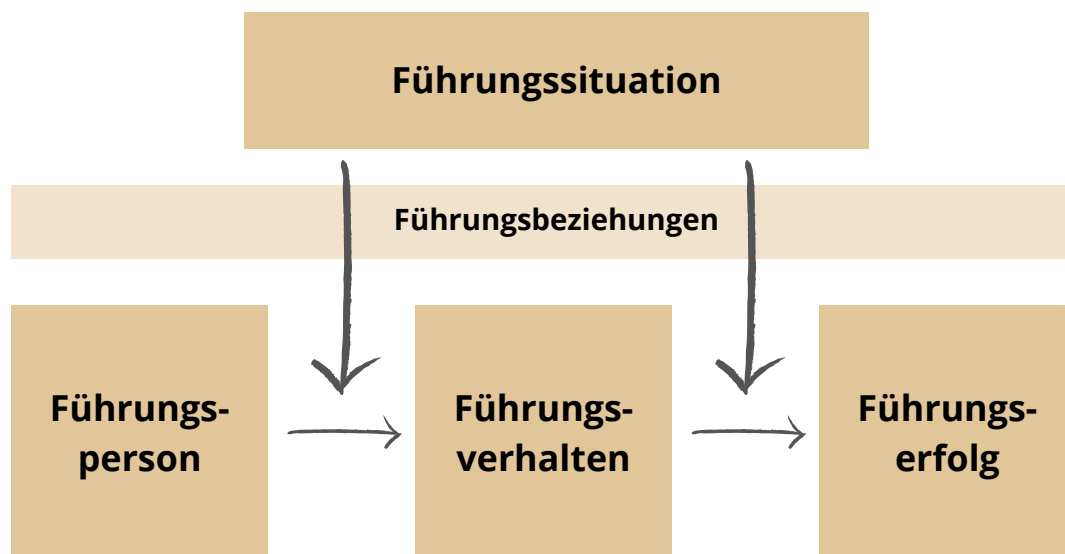 Führungssituation
Führungsbeziehungen
Führungs-
person
Führungs-
verhalten
Führungs-
erfolg